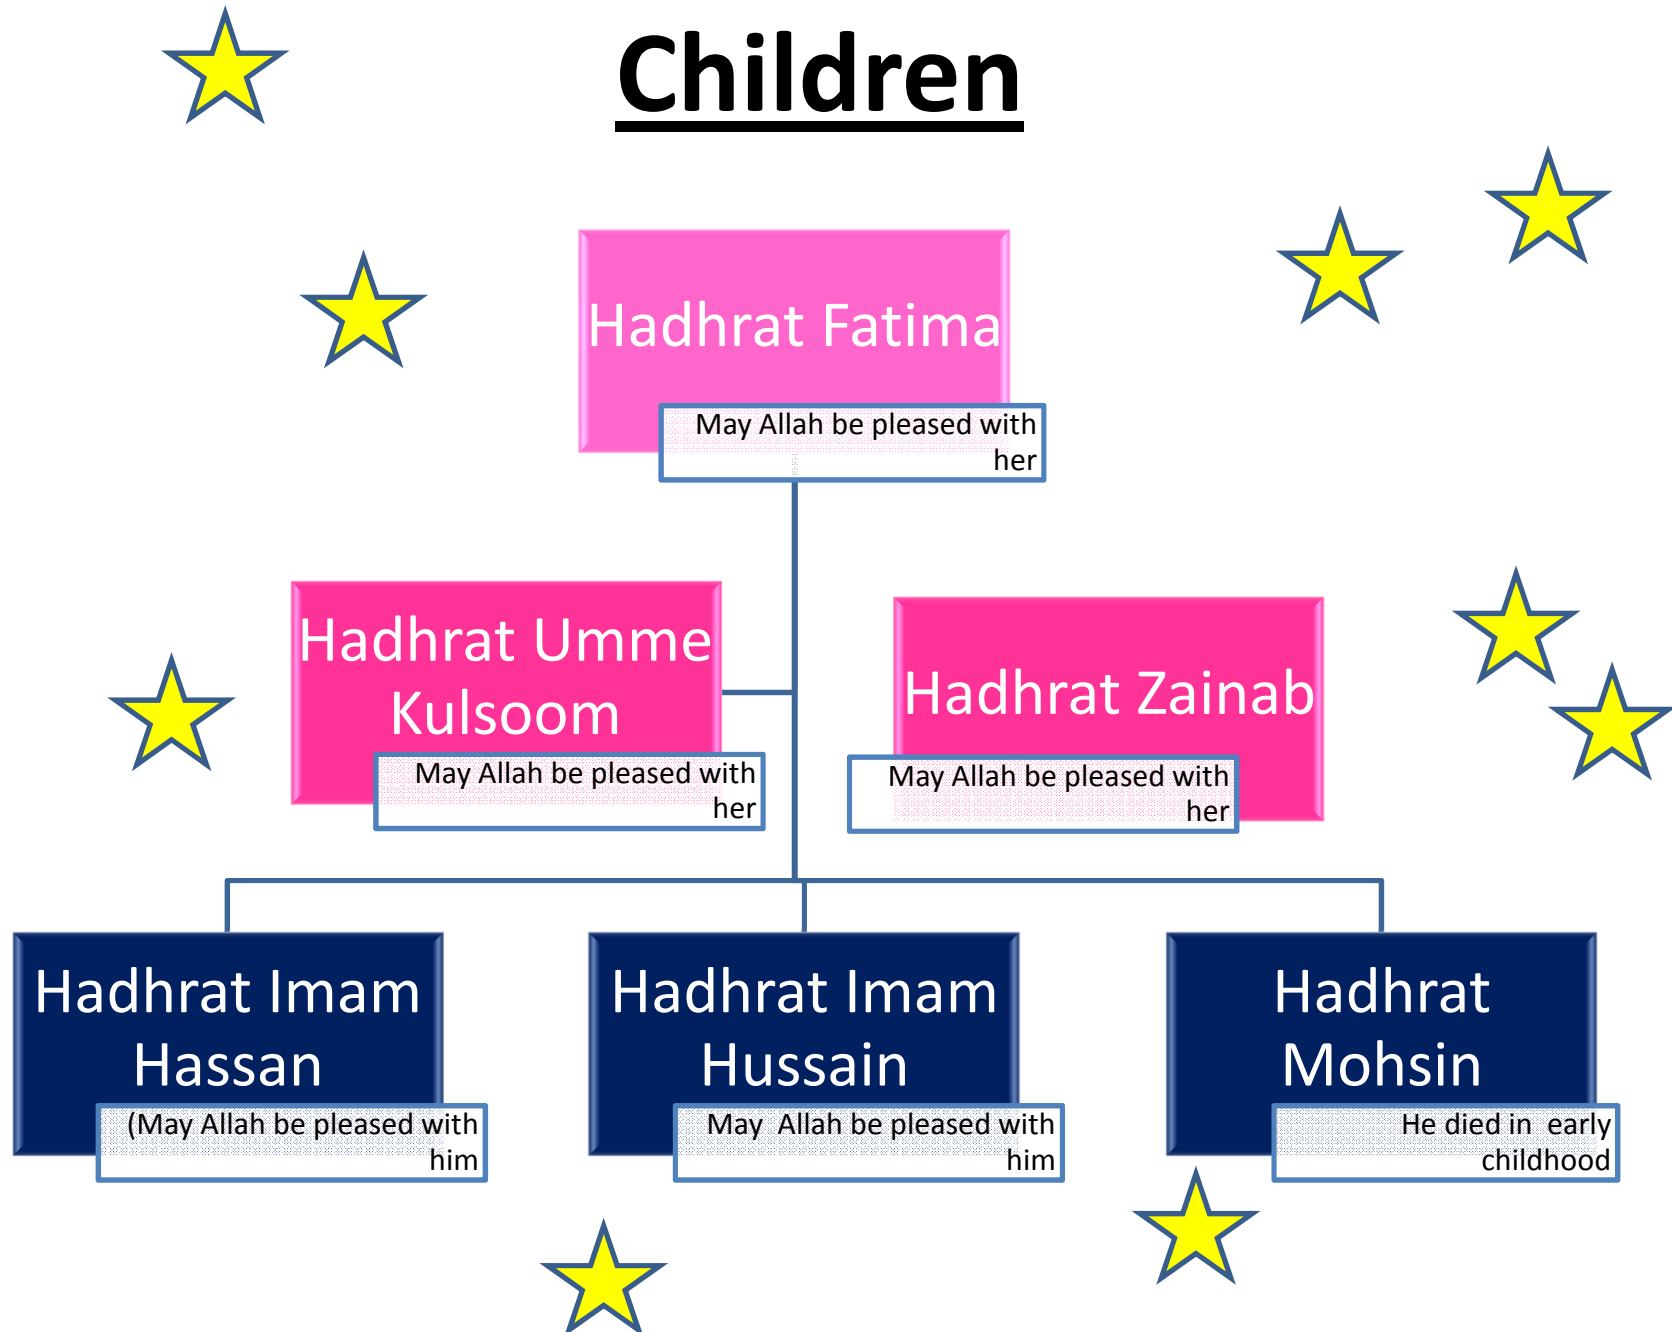 Children
Hadhrat Fatima
May Allah be pleased with
her
Hadhrat Umme
Kulsoom
May Allah be pleased with
her
Hadhrat Zainab
May Allah be pleased with
her
Hadhrat Imam
Hassan
(May Allah be pleased with
him
Hadhrat Imam
Hussain
May  Allah be pleased with
him
Hadhrat
Mohsin
He died in  early
childhood